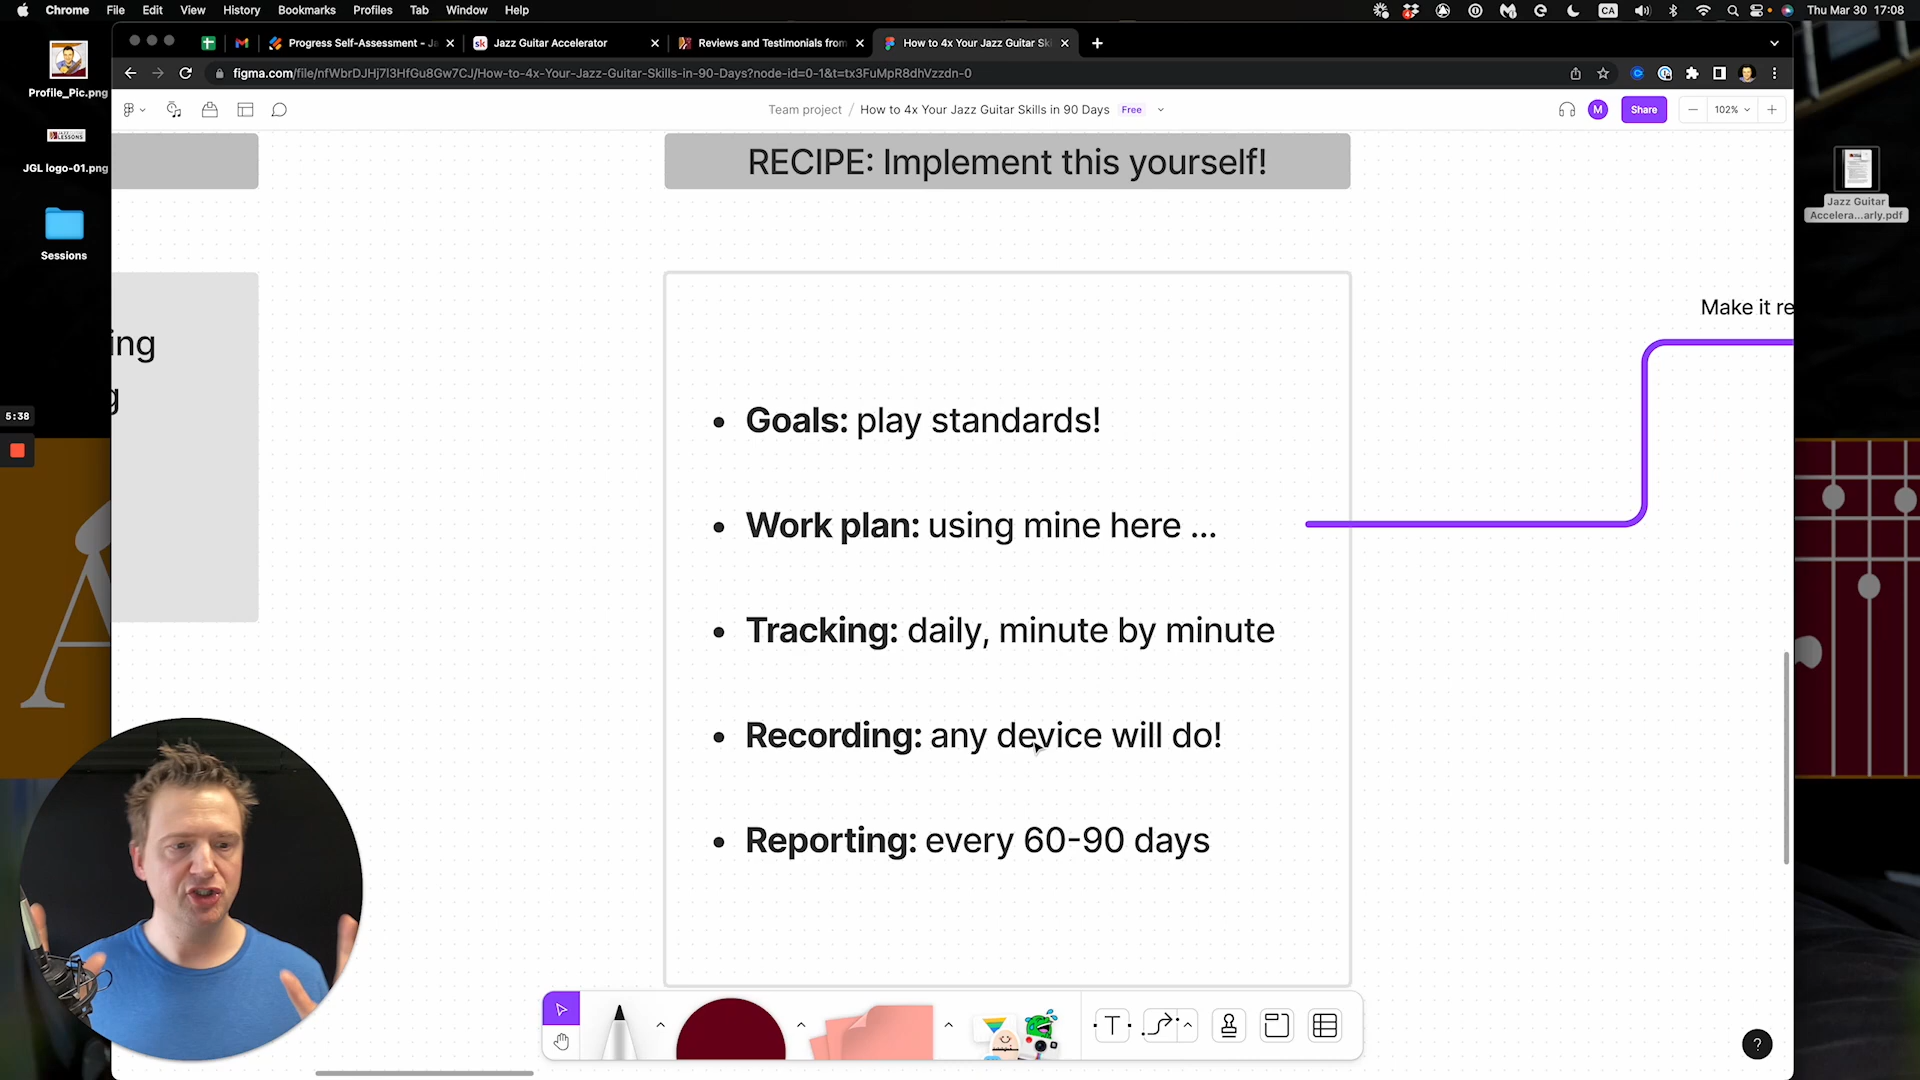 Chrome File Edit View History Bookmarks Profiles Tab Window Help
CA
Thu Mar 30 17:08
Progress Self-Assessment - Ja
Jazz Guitar Accelerator
sk
Reviews and Testimonials from
How to 4x Your Jazz Guitar Ski
figma.com/file/nfWbrDJHj7I3HfGu8Gw7CJ/How-to-4x-Your-Jazz-Guitar-Skills-in-90-Days?node-id=0-1&t=tx3FuMpR8dhVzzdn-0
Team project / How to 4x Your Jazz Guitar Skills in 90 Days Free
M
Share
102%
Profile_Pic.png
LESSONS
JGL logo-01.png
Sessions
5:38
Jazz Guitar
Accelera...arly.pdf
RECIPE: Implement this yourself!
ing
g
Make it re
• Goals: play standards!
• Work plan: using mine here ...
• Tracking: daily, minute by minute
• Recording: any device will do!
• Reporting: every 60-90 days
A
T
?